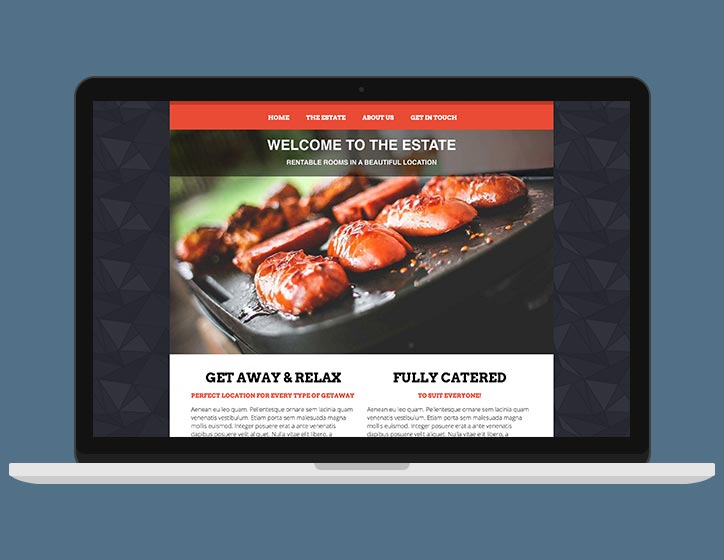 HOME THE ESTATE ABOUT US GET IN TOUCH
WELCOME TO THE ESTATE
RENTABLE ROOMS IN A BEAUTIFUL LOCATION
GET AWAY & RELAX
PERFECT LOCATION FOR EVERY TYPE OF GETAWAY
Aenean eu leo quam. Pellentesque ornare sem lacinia quam
venenatis vestibulum. Etiam porta sem malesuada magna
mollis euismod. Integer posuere erat a ante venenatis
dapibus posuere velit aliquet. Nulla vitae elit libero, a
FULLY CATERED
TO SUIT EVERYONE!
Aenean eu leo quam. Pellentesque ornare sem lacinia quam
venenatis vestibulum. Etiam porta sem malesuada magna
mollis euismod. Integer posuere erat a ante venenatis
dapibus posuere velit aliquet. Nulla vitae elit libero, a